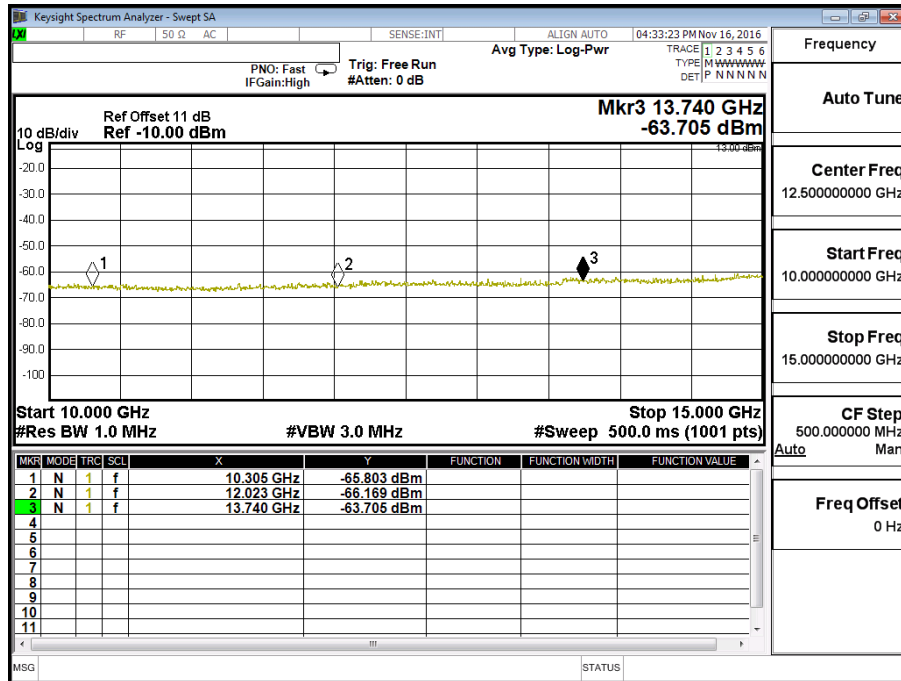 Keysight Spectrum Analyzer - Swept SA
LXI RF 50 Ω AC SENSE:INT ALIGN AUTO 04:33:23 PM Nov 16, 2016
Avg Type: Log-Pwr
TRACE 1 2 3 4 5 6
PNO: Fast Trig: Free Run
TYPE M WWWWW
IFGain:High #Atten: 0 dB
DET P N N N N N
Mkr3 13.740 GHz
-63.705 dBm
Ref Offset 11 dB
10 dB/div Ref -10.00 dBm
Log
-13.00 dBm
-20.0
-30.0
-40.0
-50.0
-60.0
-70.0
-80.0
-90.0
-100
1
2
3
Start 10.000 GHz Stop 15.000 GHz
#Res BW 1.0 MHz #VBW 3.0 MHz #Sweep 500.0 ms (1001 pts)
MKR MODE TRC SCL X Y FUNCTION FUNCTION WIDTH FUNCTION VALUE
1 N 1 f 10.305 GHz -65.803 dBm
2 N 1 f 12.023 GHz -66.169 dBm
3 N 1 f 13.740 GHz -63.705 dBm
4
5
6
7
8
9
10
11
MSG STATUS
Frequency
Auto Tune
Center Freq
12.500000000 GHz
Start Freq
10.000000000 GHz
Stop Freq
15.000000000 GHz
CF Step
500.000000 MHz
Auto Man
Freq Offset
0 Hz